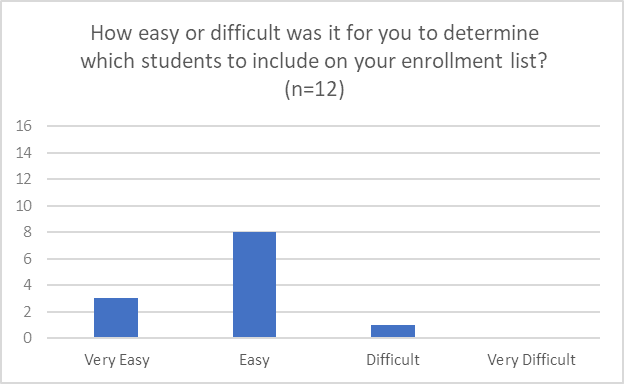 How easy or difficult was it for you to determine
which students to include on your enrollment list?
(n=12)
16
14
12
10
8
6
4
2
0
Very Easy
Easy
Difficult
Very Difficult